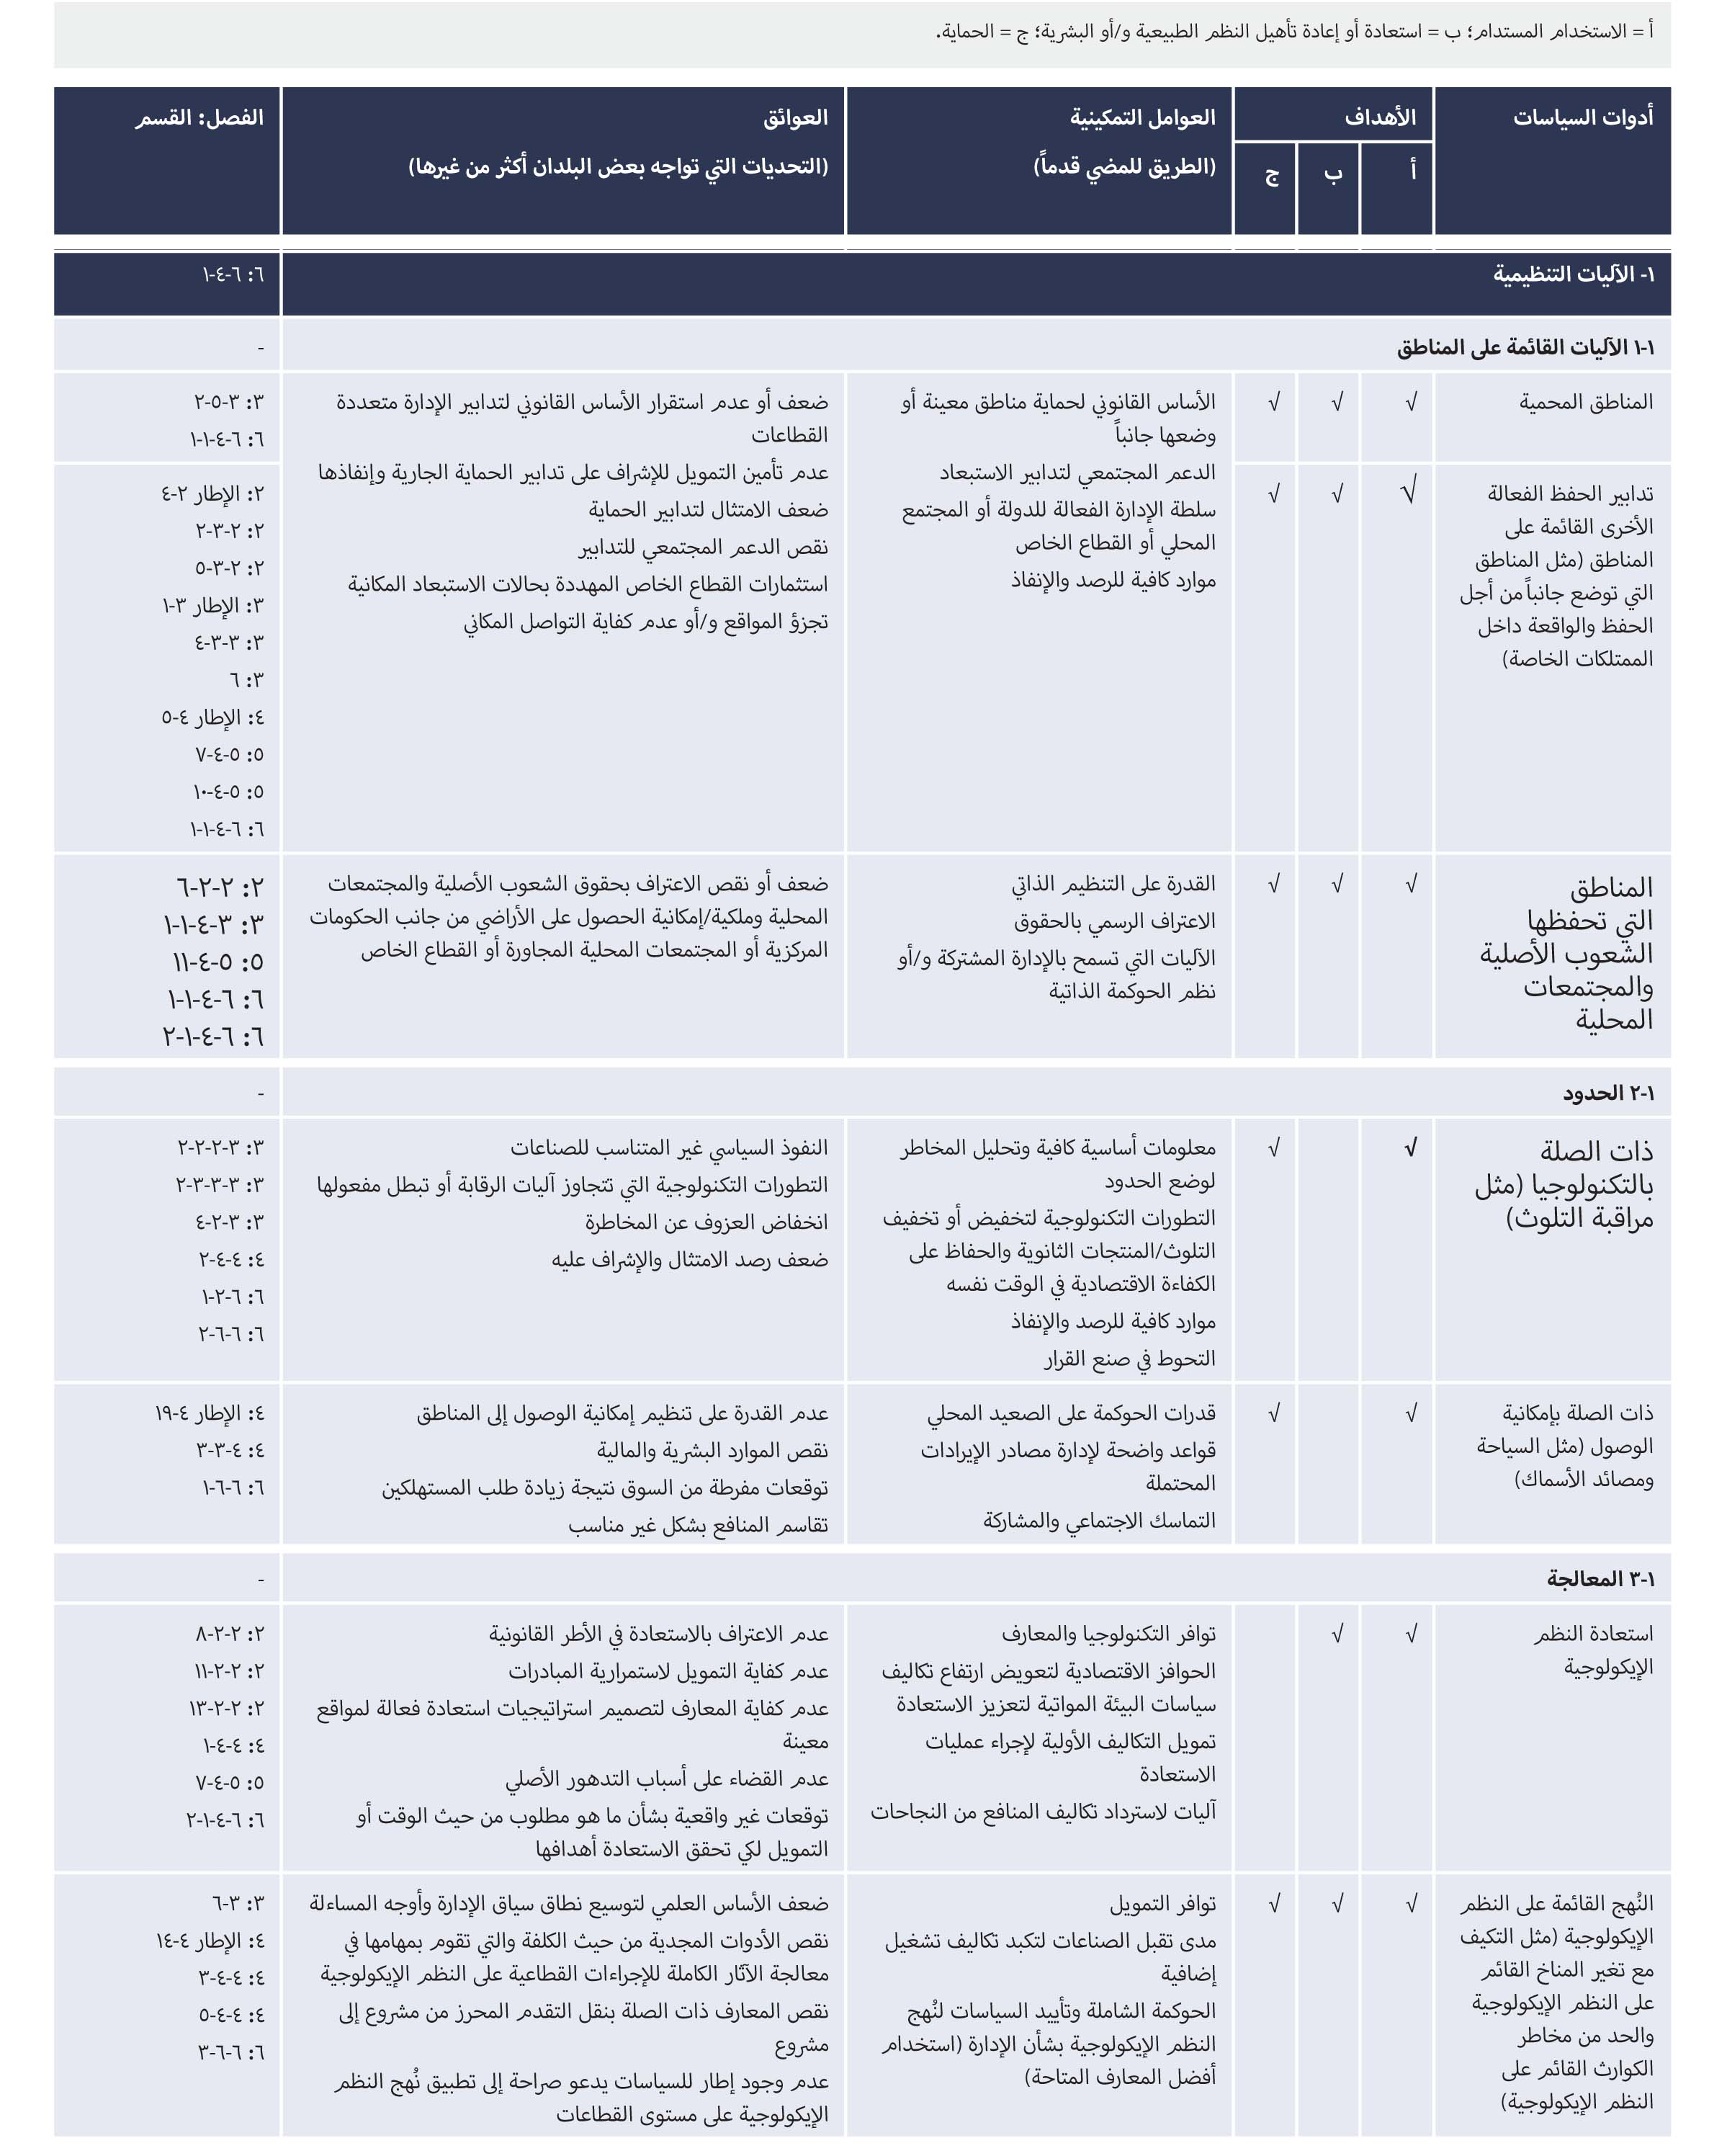 أ = الاستخدام المستدام؛ ب = استعادة أو إعادة تأهيل النظم الطبيعية و/أو البشرية؛ ج = الحماية.
أدوات السياسات
الأهداف
أ
ب
ج
العوامل التمكينية
(الطريق للمضي قدماً)
العوائق
(التحديات التي تواجه بعض البلدان أكثر من غيرها)
الفصل: القسم
١- الآليات التنظيمية
٦: ٦-٤-١
١-١ الآليات القائمة على المناطق
-
المناطق المحمية
√
√
√
الأساس القانوني لحماية مناطق معينة أو
وضعها جانباً
الدعم المجتمعي لتدابير الاستبعاد
سلطة الإدارة الفعالة للدولة أو المجتمع
المحلي أو القطاع الخاص
موارد كافية للرصد والإنفاذ
ضعف أو عدم استقرار الأساس القانوني لتدابير الإدارة متعددة
القطاعات
عدم تأمين التمويل للإشراف على تدابير الحماية الجارية وإنفاذها
ضعف الامتثال لتدابير الحماية
نقص الدعم المجتمعي للتدابير
استثمارات القطاع الخاص المهددة بحالات الاستبعاد المكانية
تجزؤ المواقع و/أو عدم كفاية التواصل المكاني
٣: ٣-٥-٢
٦: ٦-٤-١-١
تدابير الحفظ الفعالة
الأخرى القائمة على
المناطق (مثل المناطق
التي توضع جانباً من أجل
الحفظ والواقعة داخل
الممتلكات الخاصة)
√
√
√
٢: الإطار ٢-٤
٢: ٢-٣-٢
٢: ٢-٣-٥
٣: الإطار ٣-١
٣: ٣-٣-٤
٣: ٦
٤: الإطار ٤-٥
٥: ٥-٤-٧
٥: ٥-٤-١٠
٦: ٦-٤-١-١
المناطق
التي تحفظها
الشعوب الأصلية
والمجتمعات
المحلية
√
√
√
القدرة على التنظيم الذاتي
الاعتراف الرسمي بالحقوق
الآليات التي تسمح بالإدارة المشتركة و/أو
نظم الحوكمة الذاتية
ضعف أو نقص الاعتراف بحقوق الشعوب الأصلية والمجتمعات
المحلية وملكية/إمكانية الحصول على الأراضي من جانب الحكومات
المركزية أو المجتمعات المحلية المجاورة أو القطاع الخاص
٢: ٢-٢-٦
٣: ٣-٤-١-١
٥: ٥-٤-١١
٦: ٦-٤-١-١
٦: ٦-٤-١-٢
١-٢ الحدود
-
ذات الصلة
بالتكنولوجيا (مثل
مراقبة التلوث)
√
√
معلومات أساسية كافية وتحليل المخاطر
لوضع الحدود
التطورات التكنولوجية لتخفيض أو تخفيف
التلوث/المنتجات الثانوية والحفاظ على
الكفاءة الاقتصادية في الوقت نفسه
موارد كافية للرصد والإنفاذ
التحوط في صنع القرار
النفوذ السياسي غير المتناسب للصناعات
التطورات التكنولوجية التي تتجاوز آليات الرقابة أو تبطل مفعولها
انخفاض العزوف عن المخاطرة
ضعف رصد الامتثال والإشراف عليه
٣: ٣-٢-٢-٢
٣: ٣-٣-٣-٢
٣: ٣-٢-٤
٤: ٤-٤-٢
٦: ٦-٢-١
٦: ٦-٦-٢
ذات الصلة بإمكانية
الوصول (مثل السياحة
ومصائد الأسماك)
√
√
قدرات الحوكمة على الصعيد المحلي
قواعد واضحة لإدارة مصادر الإيرادات
المحتملة
التماسك الاجتماعي والمشاركة
عدم القدرة على تنظيم إمكانية الوصول إلى المناطق
نقص الموارد البشرية والمالية
توقعات مفرطة من السوق نتيجة زيادة طلب المستهلكين
تقاسم المنافع بشكل غير مناسب
٤: الإطار ٤-١٩
٤: ٤-٣-٣
٦: ٦-٦-١
١-٣ المعالجة
-
استعادة النظم
الإيكولوجية
√
√
توافر التكنولوجيا والمعارف
الحوافز الاقتصادية لتعويض ارتفاع تكاليف
سياسات البيئة المواتية لتعزيز الاستعادة
تمويل التكاليف الأولية لإجراء عمليات
الاستعادة
آليات لاسترداد تكاليف المنافع من النجاحات
عدم الاعتراف بالاستعادة في الأطر القانونية
عدم كفاية التمويل لاستمرارية المبادرات
عدم كفاية المعارف لتصميم استراتيجيات استعادة فعالة لمواقع
معينة
عدم القضاء على أسباب التدهور الأصلي
توقعات غير واقعية بشأن ما هو مطلوب من حيث الوقت أو
التمويل لكي تحقق الاستعادة أهدافها
٢: ٢-٢-٨
٢: ٢-٢-١١
٢: ٢-٢-١٣
٤: ٤-٤-١
٥: ٥-٤-٧
٦: ٦-٤-١-٢
النُهج القائمة على النظم
الإيكولوجية (مثل التكيف
مع تغير المناخ القائم
على النظم الإيكولوجية
والحد من مخاطر
الكوارث القائم على
النظم الإيكولوجية)
√
√
√
توافر التمويل
مدى تقبل الصناعات لتكبد تكاليف تشغيل
إضافية
الحوكمة الشاملة وتأييد السياسات لنُهج
النظم الإيكولوجية بشأن الإدارة (استخدام
أفضل المعارف المتاحة)
ضعف الأساس العلمي لتوسيع نطاق سياق الإدارة وأوجه المساءلة
نقص الأدوات المجدية من حيث الكلفة والتي تقوم بمهامها في
معالجة الآثار الكاملة للإجراءات القطاعية على النظم الإيكولوجية
نقص المعارف ذات الصلة بنقل التقدم المحرز من مشروع إلى
مشروع
عدم وجود إطار للسياسات يدعو صراحة إلى تطبيق نُهج النظم
الإيكولوجية على مستوى القطاعات
٣: ٣-٦
٤: الإطار ٤-١٤
٤: ٤-٤-٣
٤: ٤-٤-٥
٦: ٦-٦-٣